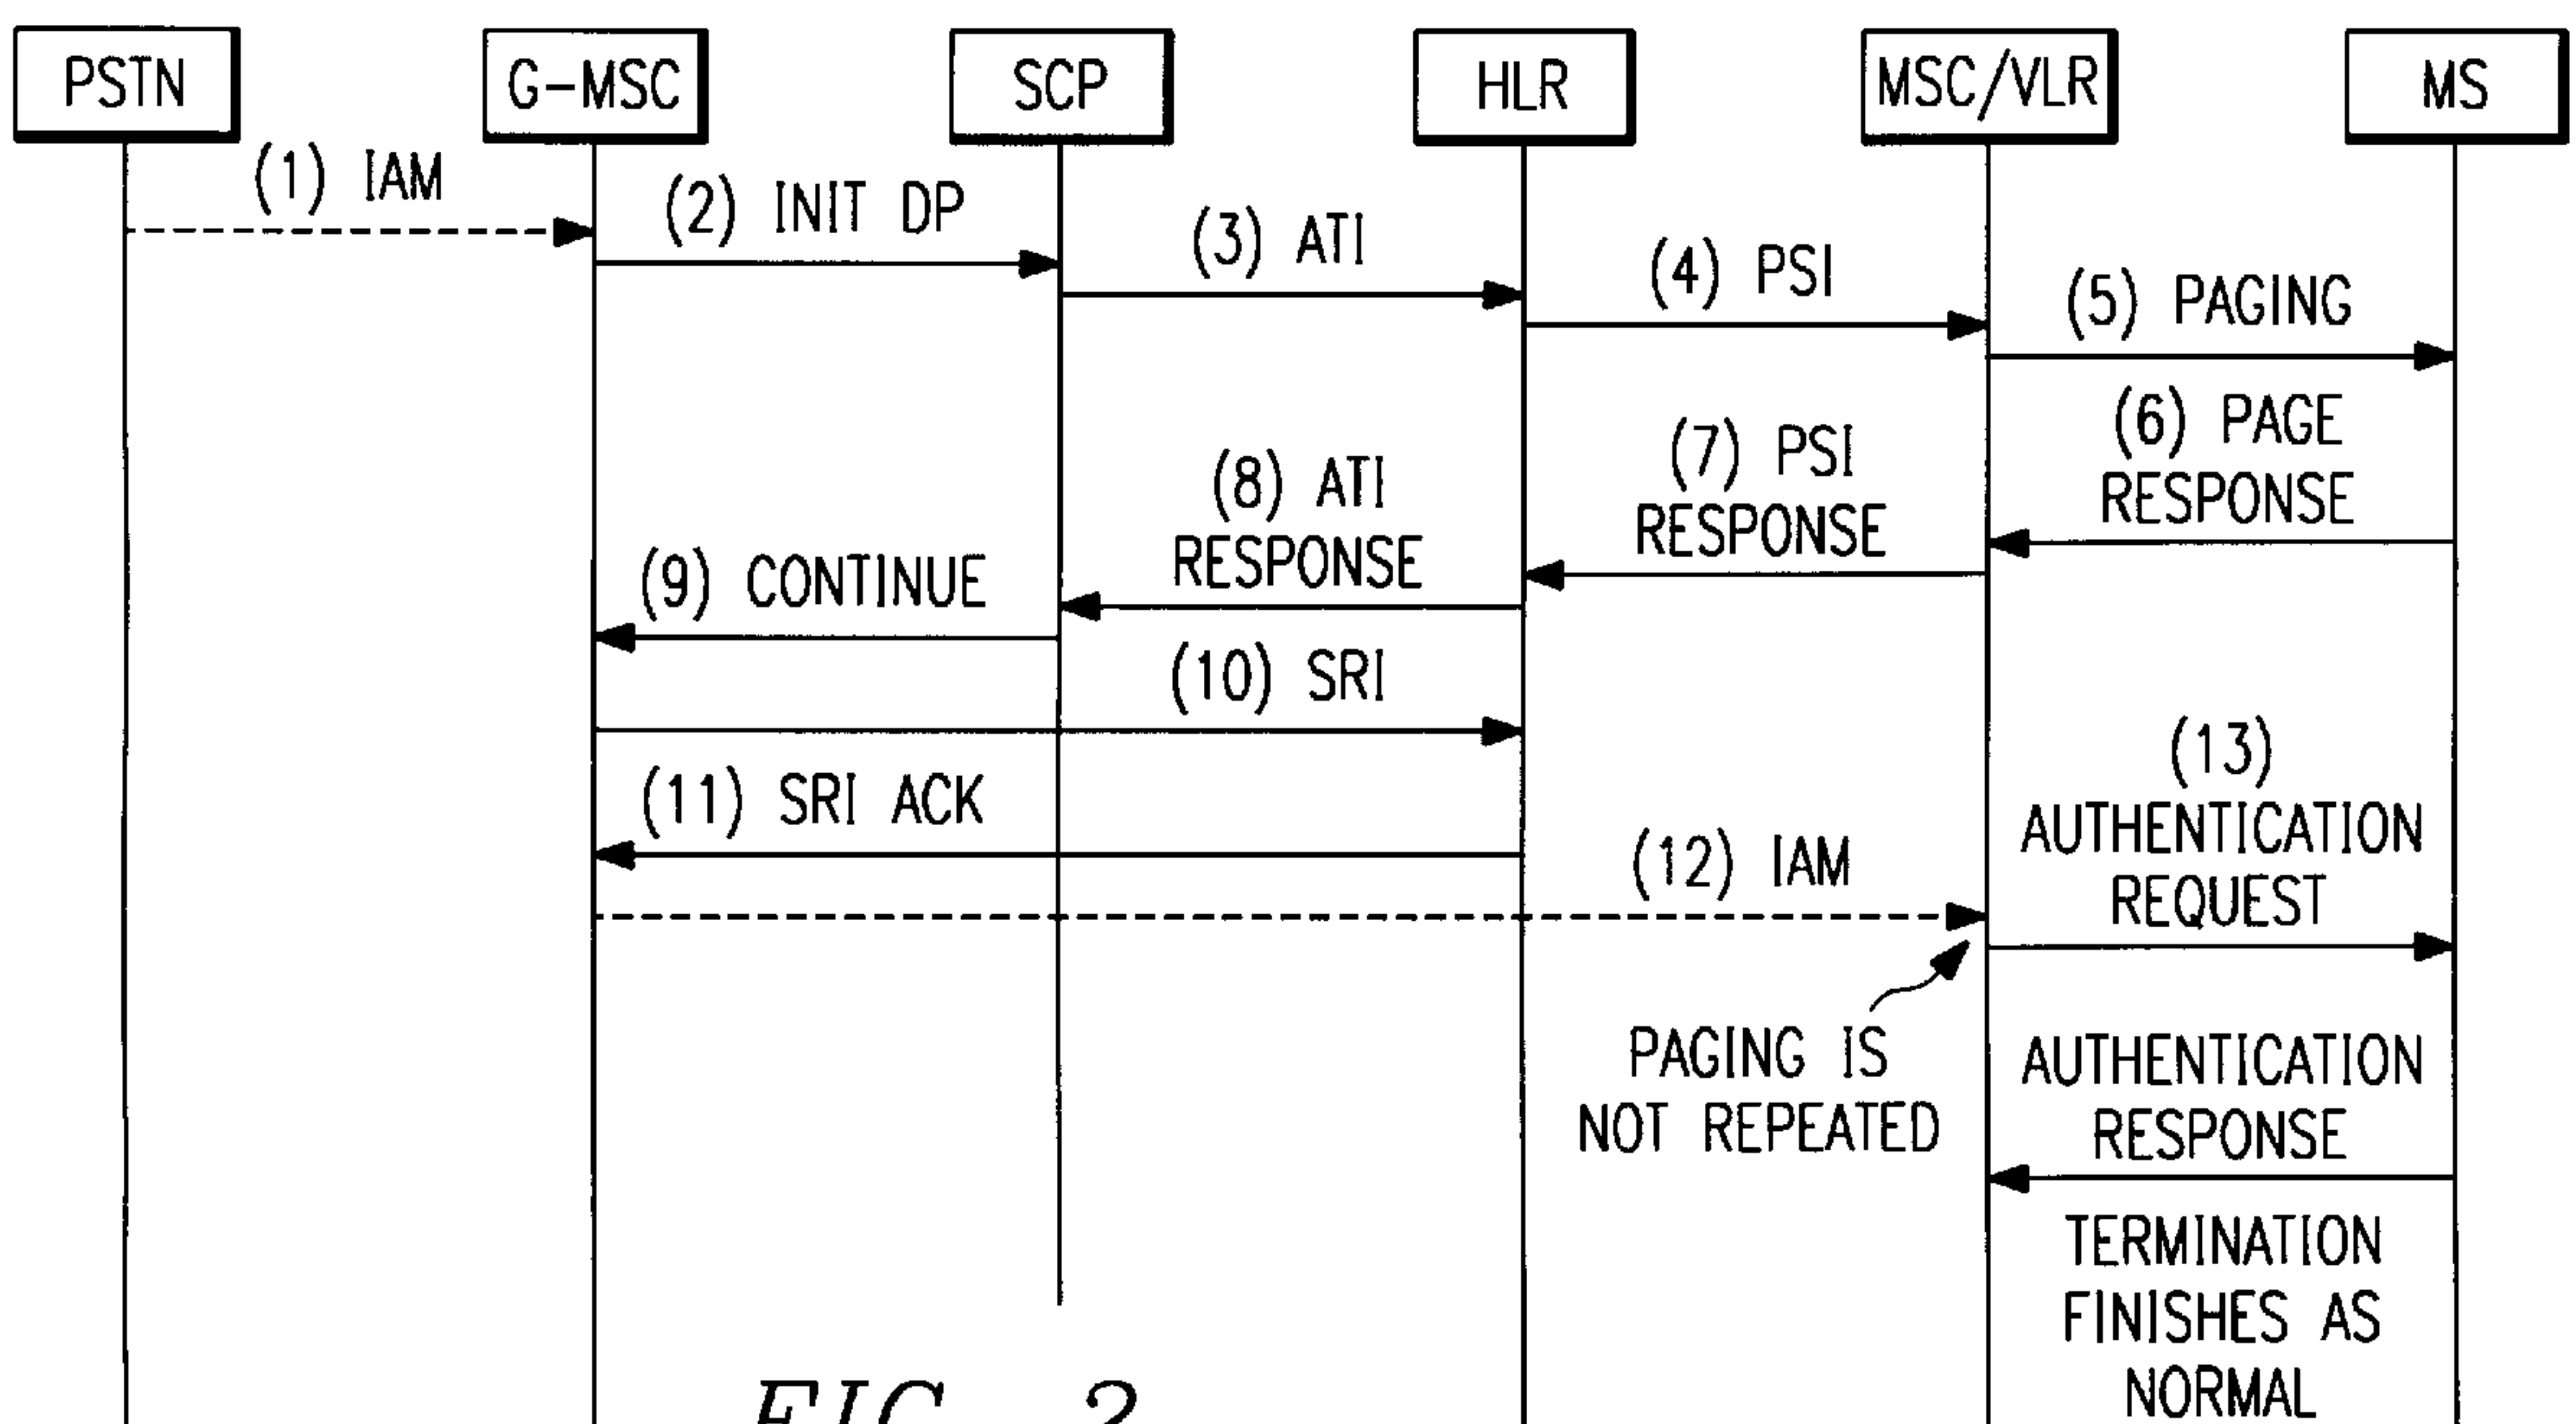 PSTN
G-MSC
SCP
HLR
MSC/VLR
MS
(1) IAM
(2) INIT DP
(3) ATI
(4) PSI
(5) PAGING
(6) PAGE
RESPONSE
(7) PSI
RESPONSE
(8) ATI
RESPONSE
(9) CONTINUE
(10) SRI
(11) SRI ACK
(12) IAM
(13)
AUTHENTICATION
REQUEST
PAGING IS
NOT REPEATED
AUTHENTICATION
RESPONSE
TERMINATION
FINISHES AS
NORMAL
FIG. 2